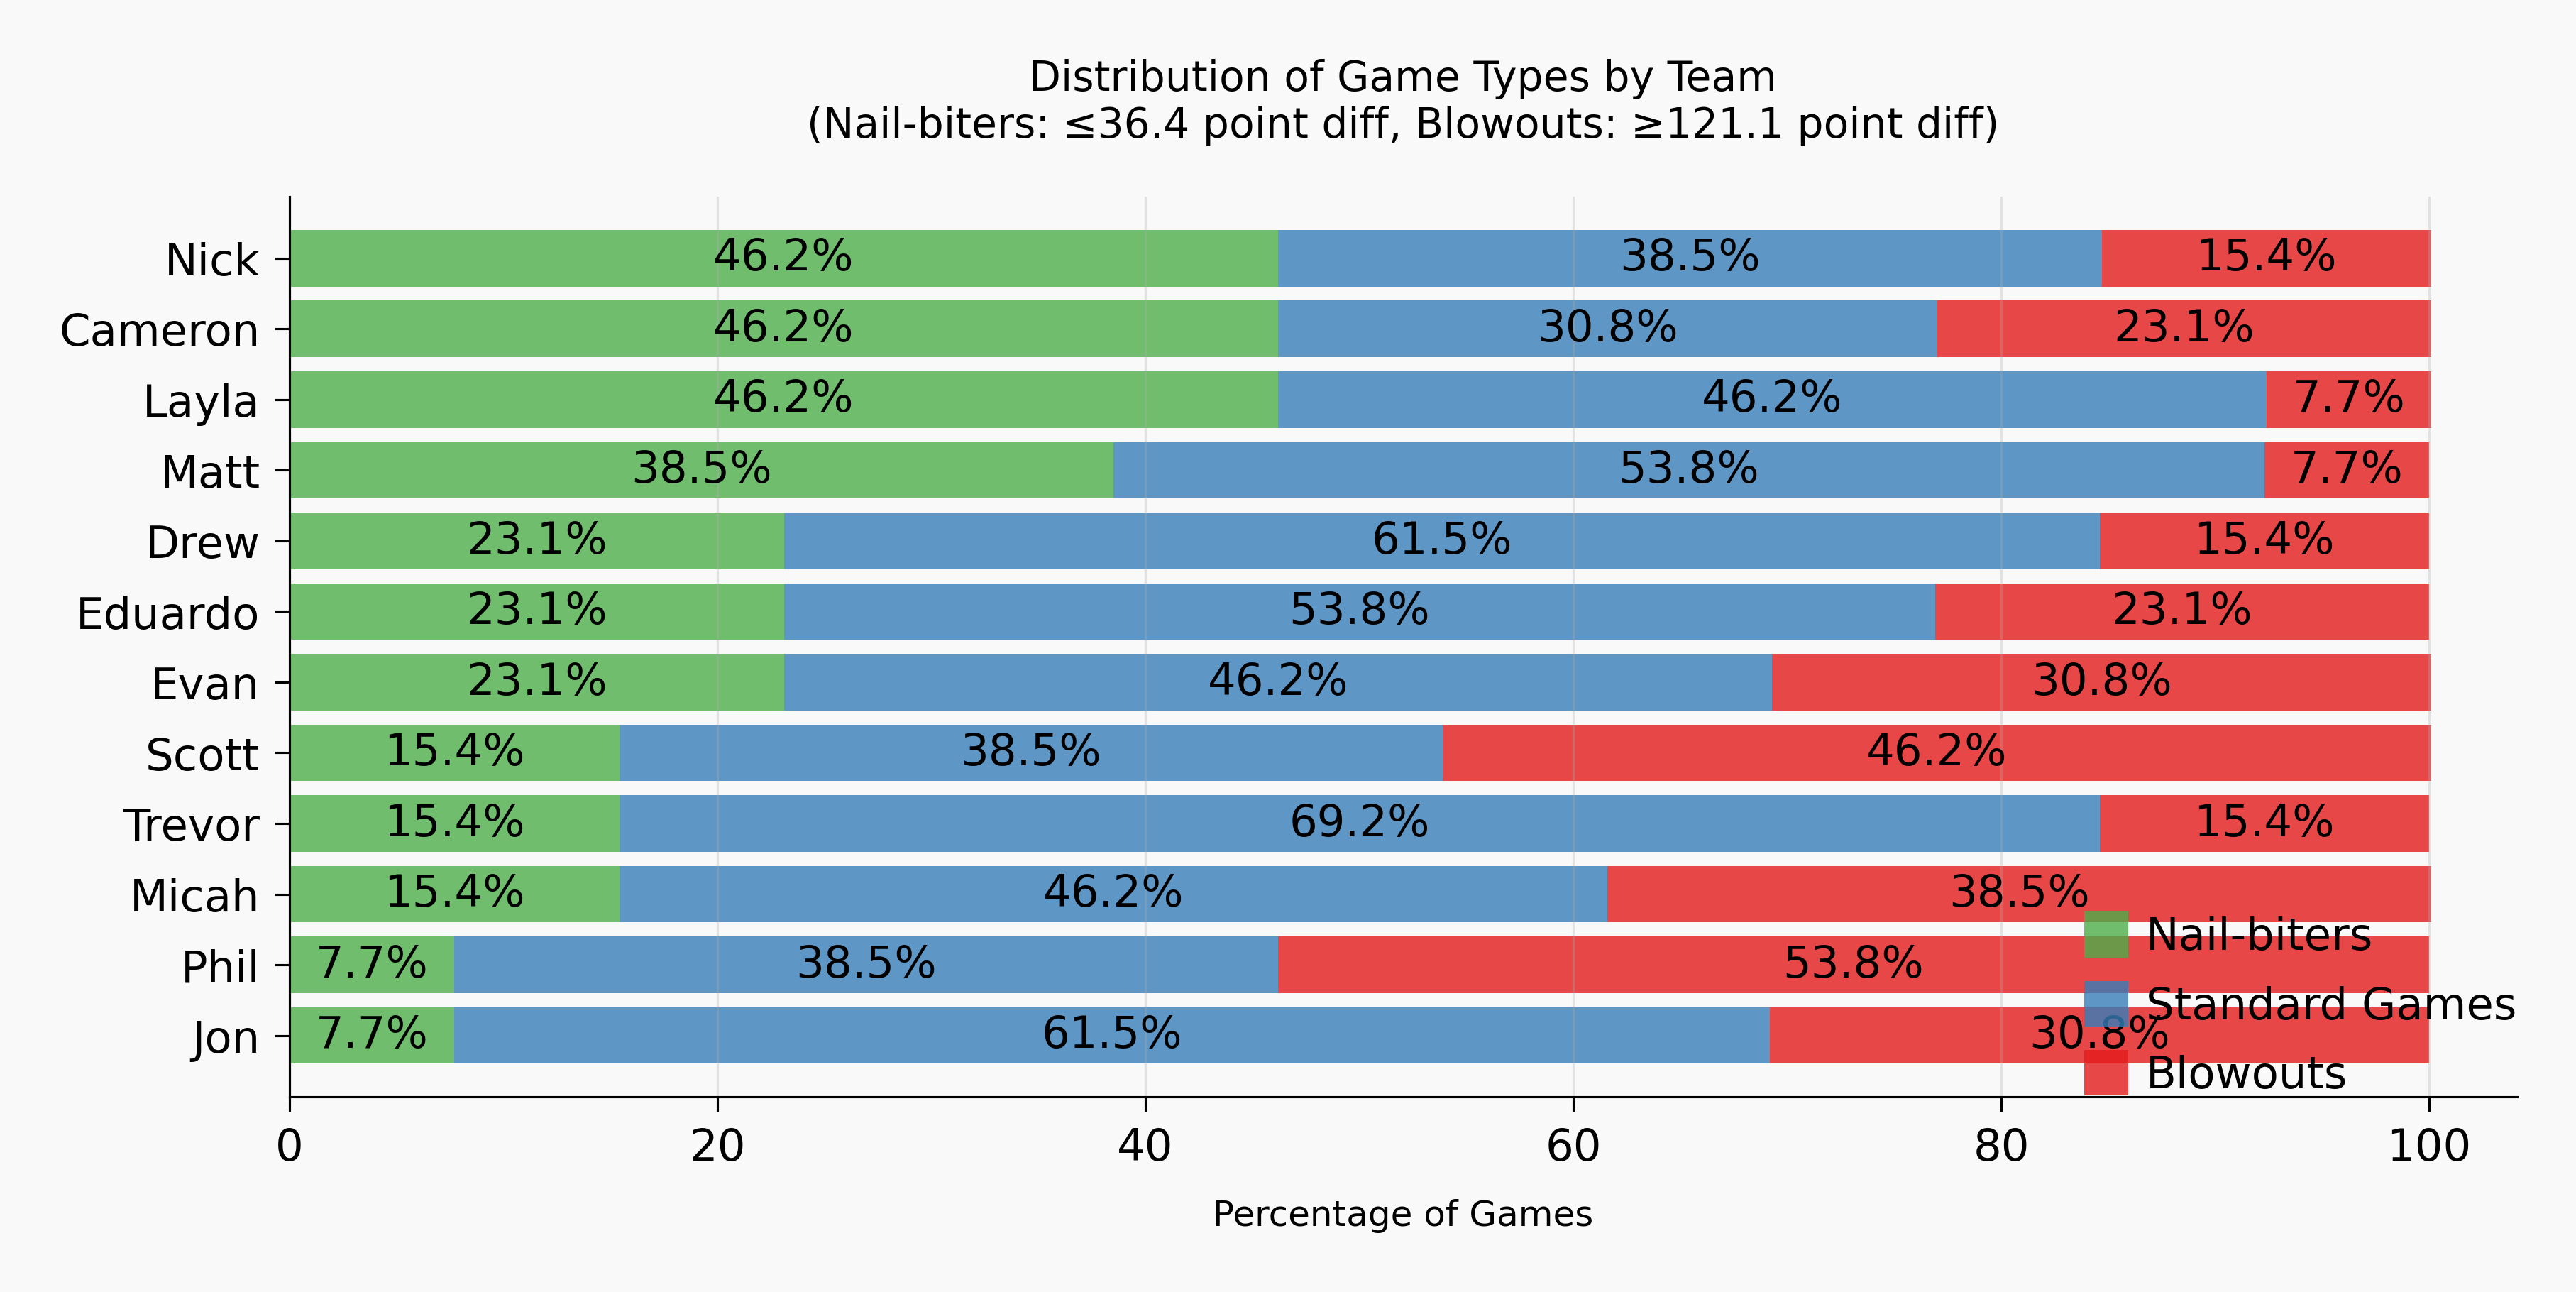 Distribution of Game Types by Team
(Nail-biters: ≤36.4 point diff, Blowouts: ≥121.1 point diff)
Nick 46.2% 38.5% 15.4%
Cameron 46.2% 30.8% 23.1%
Layla 46.2% 46.2% 7.7%
Matt 38.5% 53.8% 7.7%
Drew 23.1% 61.5% 15.4%
Eduardo 23.1% 53.8% 23.1%
Evan 23.1% 46.2% 30.8%
Scott 15.4% 38.5% 46.2%
Trevor 15.4% 69.2% 15.4%
Micah 15.4% 46.2% 38.5%
Phil 7.7% 38.5% 53.8%
Jon 7.7% 61.5% 30.8%
Nail-biters
Standard Games
Blowouts
0 20 40 60 80 100
Percentage of Games